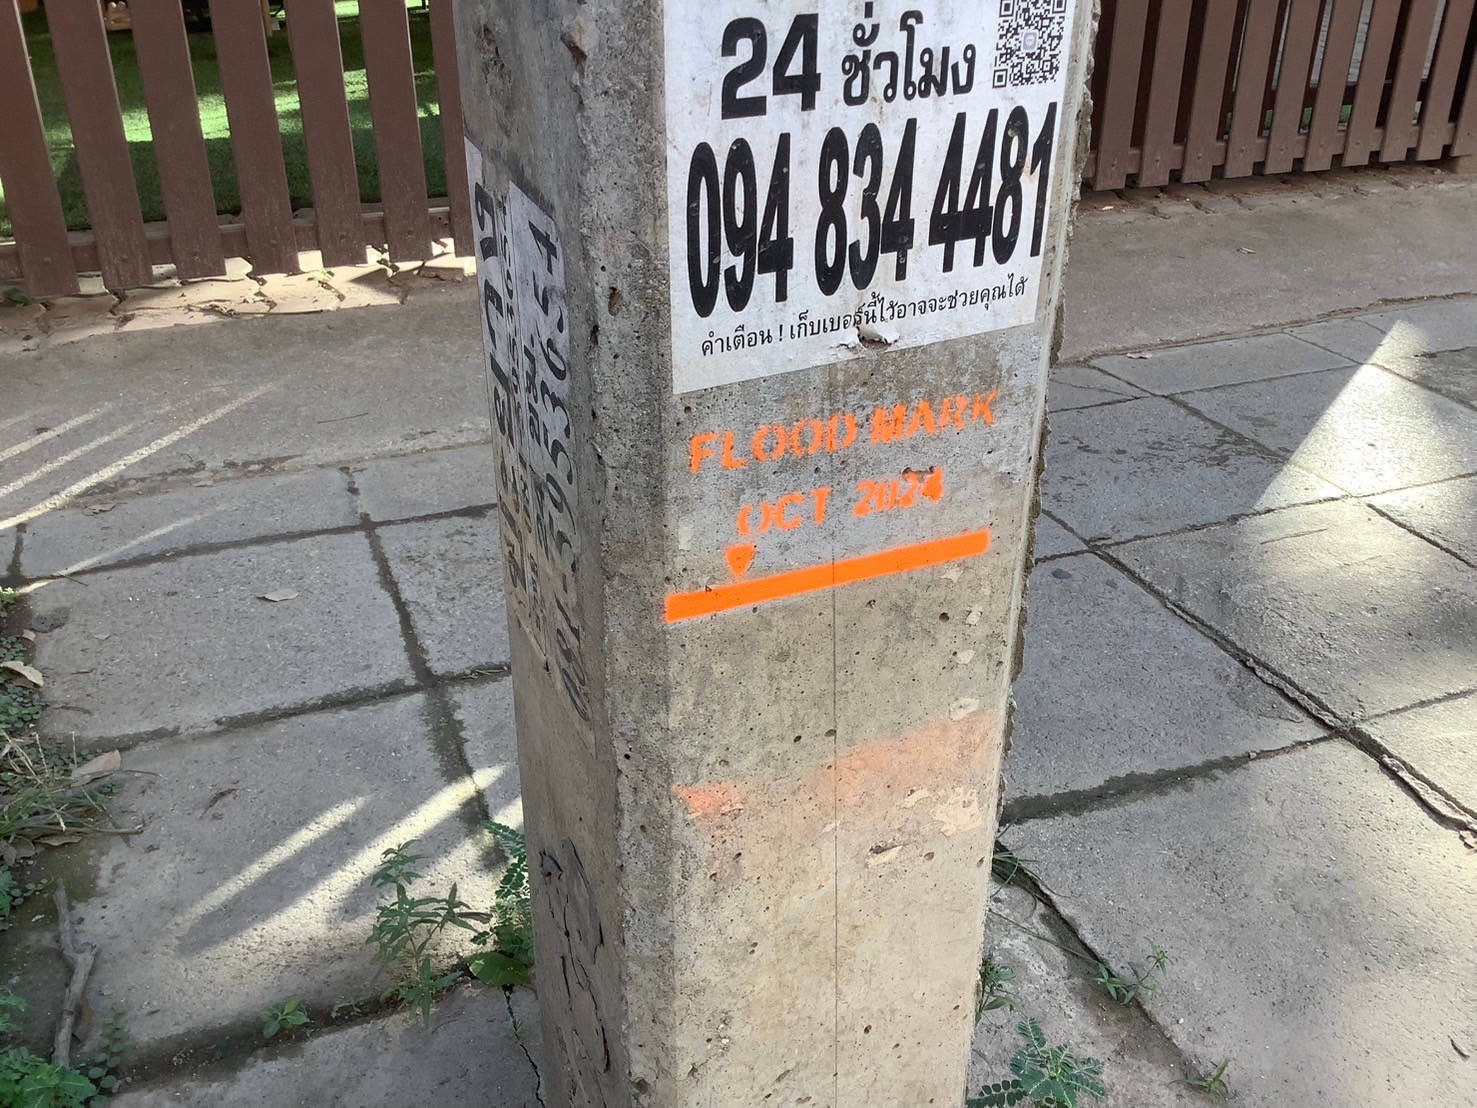 24 ชั่วโมง
094 834 4481
คำเตือน ! เก็บเบอร์นี้ไว้อาจจะช่วยคุณได้
FLOOD MARK
OCT 2024